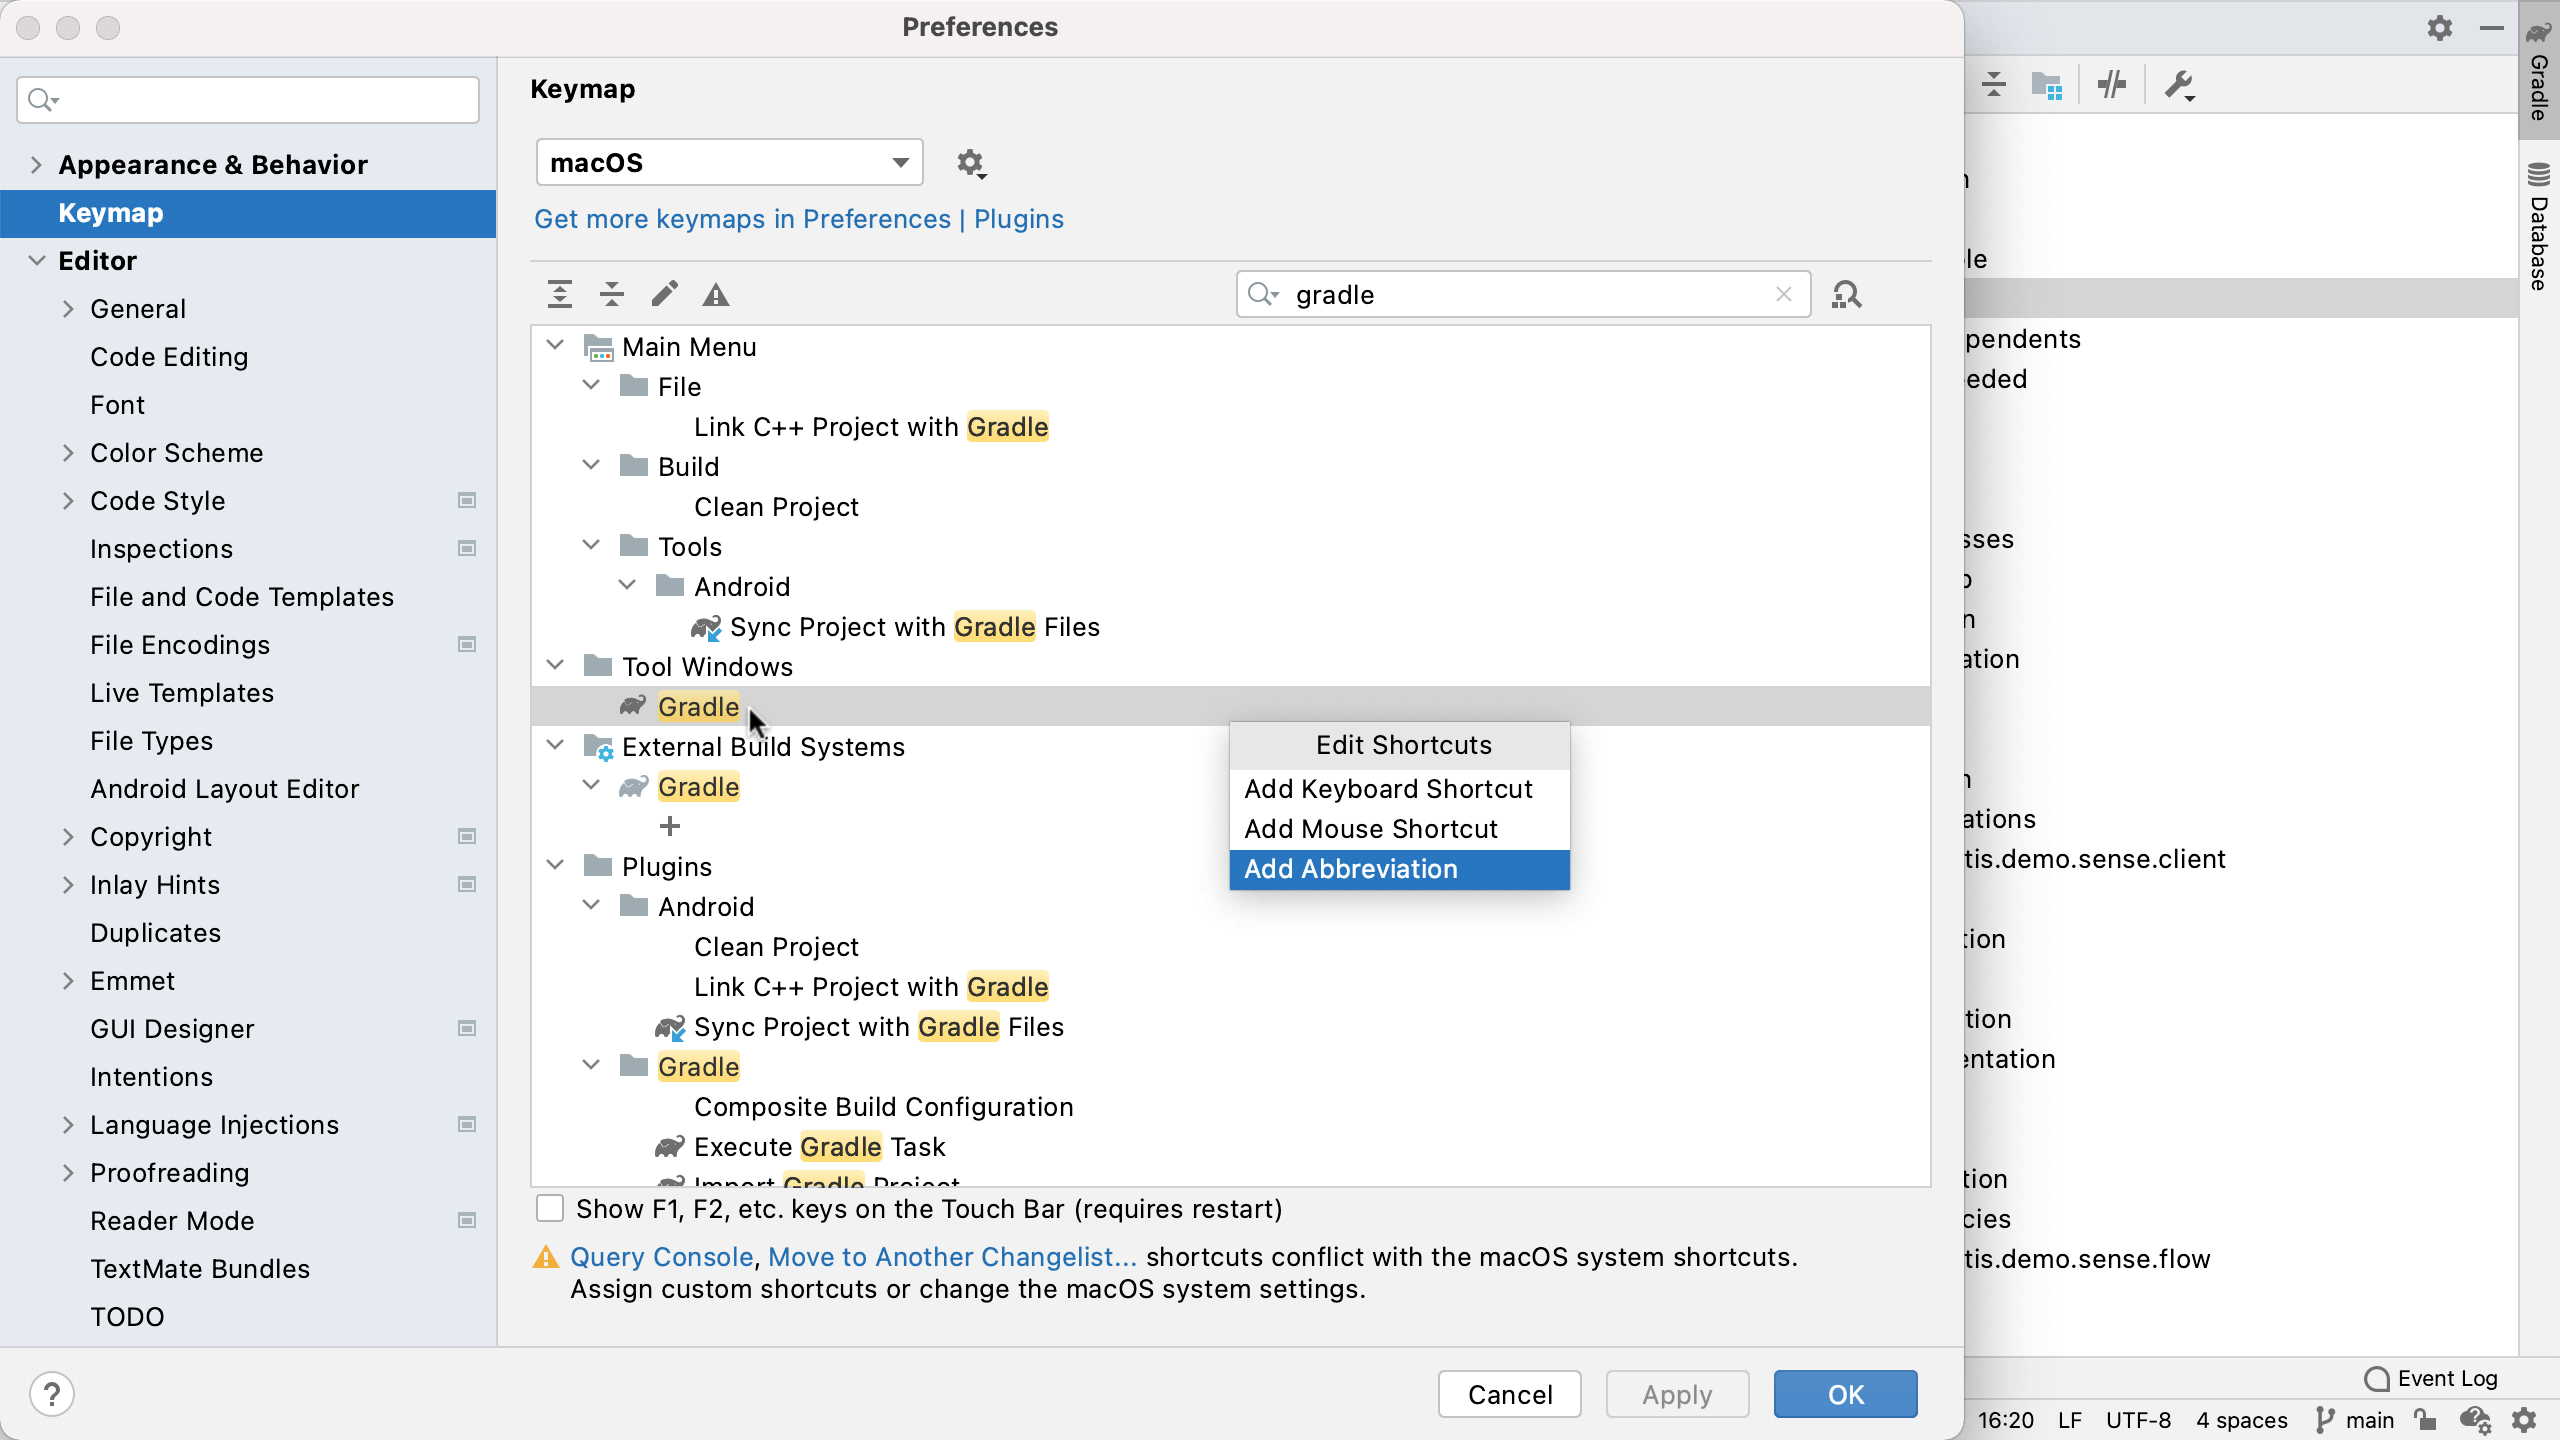 Preferences
Appearance & Behavior
Keymap
Editor
General
Code Editing
Font
Color Scheme
Code Style
Inspections
File and Code Templates
File Encodings
Live Templates
File Types
Android Layout Editor
Copyright
Inlay Hints
Duplicates
Emmet
GUI Designer
Intentions
Language Injections
Proofreading
Reader Mode
TextMate Bundles
TODO
Keymap
macOS
Get more keymaps in Preferences | Plugins
gradle
Main Menu
File
Link C++ Project with Gradle
Build
Clean Project
Tools
Android
Sync Project with Gradle Files
Tool Windows
Gradle
External Build Systems
Gradle
+
Plugins
Android
Clean Project
Link C++ Project with Gradle
Sync Project with Gradle Files
Gradle
Composite Build Configuration
Execute Gradle Task
Import Gradle Project
Edit Shortcuts
Add Keyboard Shortcut
Add Mouse Shortcut
Add Abbreviation
Show F1, F2, etc. keys on the Touch Bar (requires restart)
Query Console, Move to Another Changelist... shortcuts conflict with the macOS system shortcuts.
Assign custom shortcuts or change the macOS system settings.
?
Cancel
Apply
OK
le
pendents
eded
sses
n
ation
ations
tis.demo.sense.client
tion
tion
entation
tion
cies
tis.demo.sense.flow
Gradle
Database
Event Log
16:20
LF
UTF-8
4 spaces
main